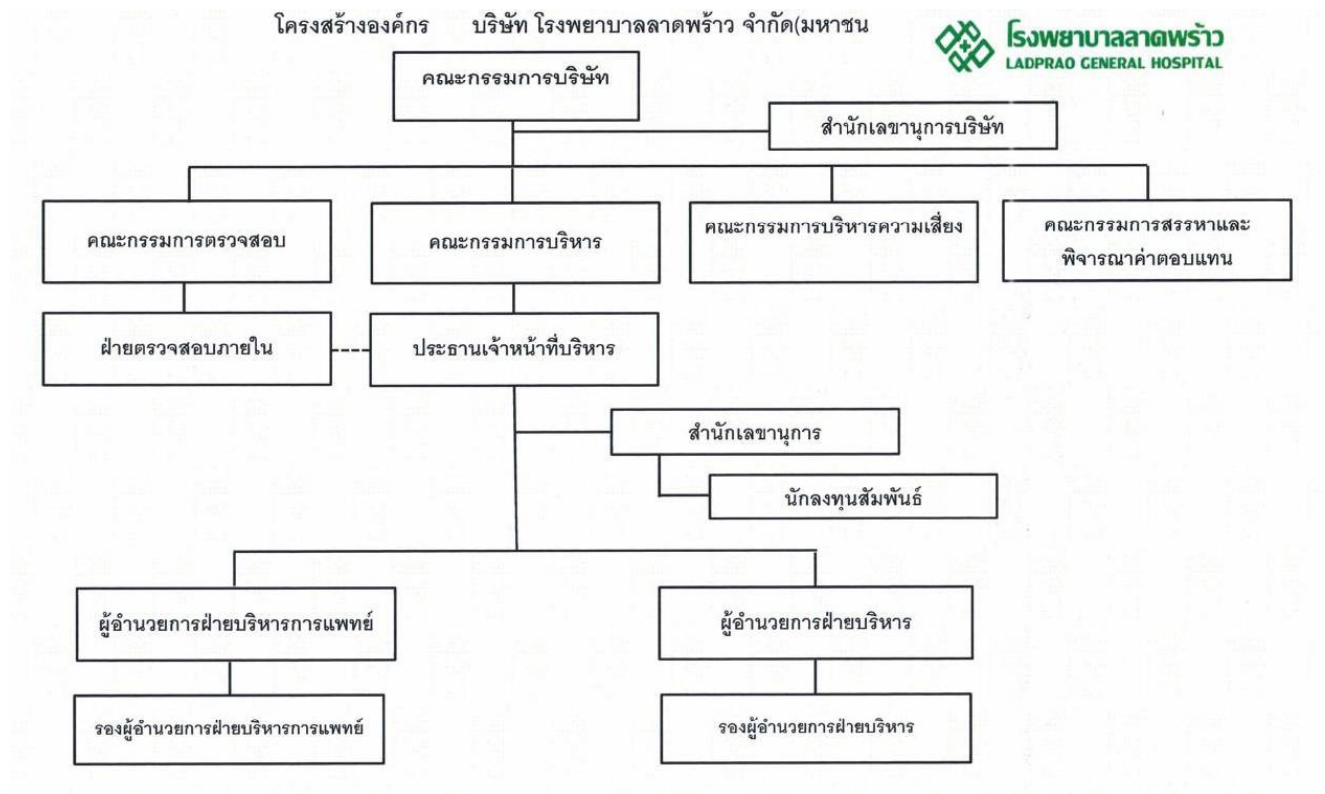 โครงสร้างองค์กร บริษัท โรงพยาบาลลาดพร้าว จำกัด(มหาชน
โรงพยาบาลลาดพร้าว
LADPRAO GENERAL HOSPITAL
คณะกรรมการบริษัท
สำนักเลขานุการบริษัท
คณะกรรมการตรวจสอบ
คณะกรรมการบริหาร
คณะกรรมการบริหารความเสี่ยง
คณะกรรมการสรรหาและ
พิจารณาค่าตอบแทน
ฝ่ายตรวจสอบภายใน
ประธานเจ้าหน้าที่บริหาร
สำนักเลขานุการ
นักลงทุนสัมพันธ์
ผู้อำนวยการฝ่ายบริหารการแพทย์
ผู้อำนวยการฝ่ายบริหาร
รองผู้อำนวยการฝ่ายบริหารการแพทย์
รองผู้อำนวยการฝ่ายบริหาร